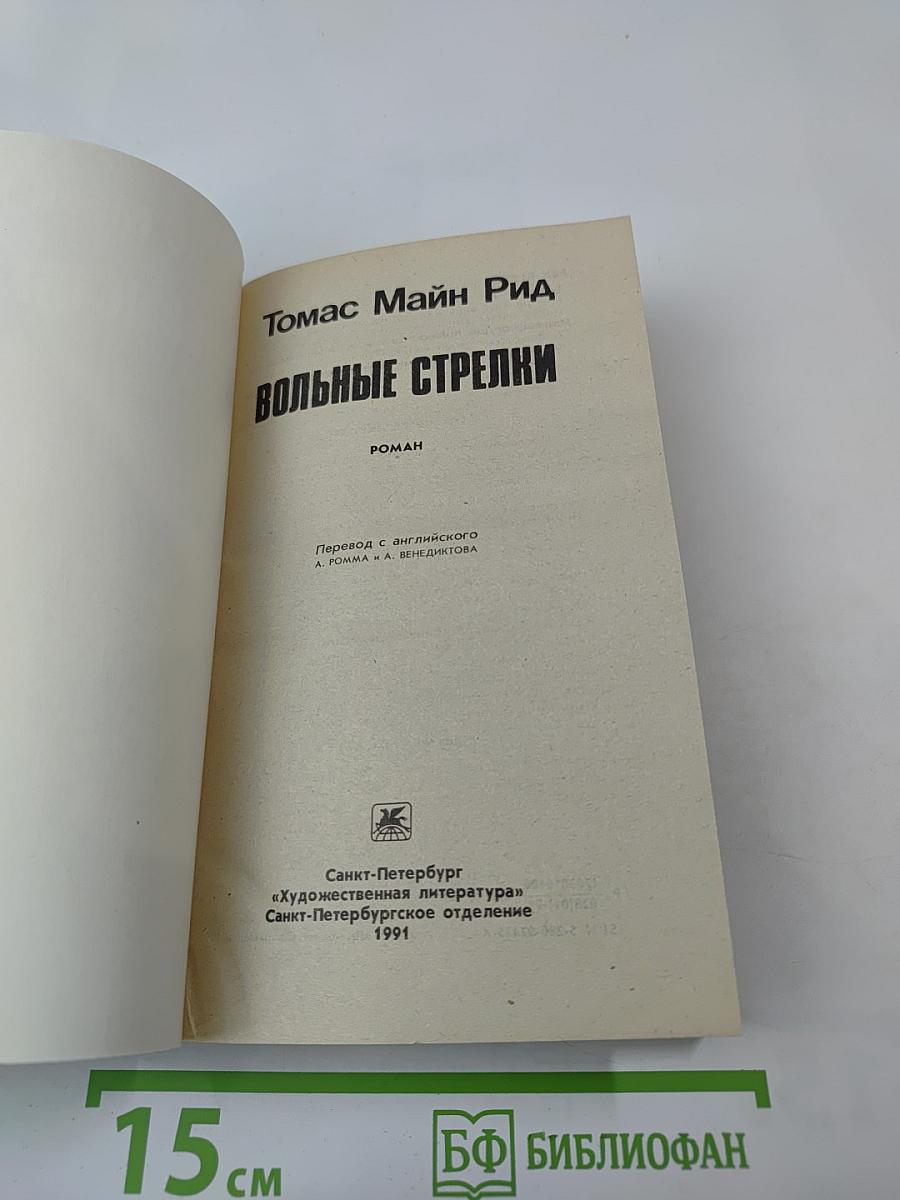 Томас Майн Рид
ВОЛЬНЫЕ СТРЕЛКИ
РОМАН
Перевод с английского
А. РОММА и А. ВЕНЕДИКТОВА
Санкт-Петербург
«Художественная литература»
Санкт-Петербургское отделение
1991
15 см
БФ БИБЛИОФАН